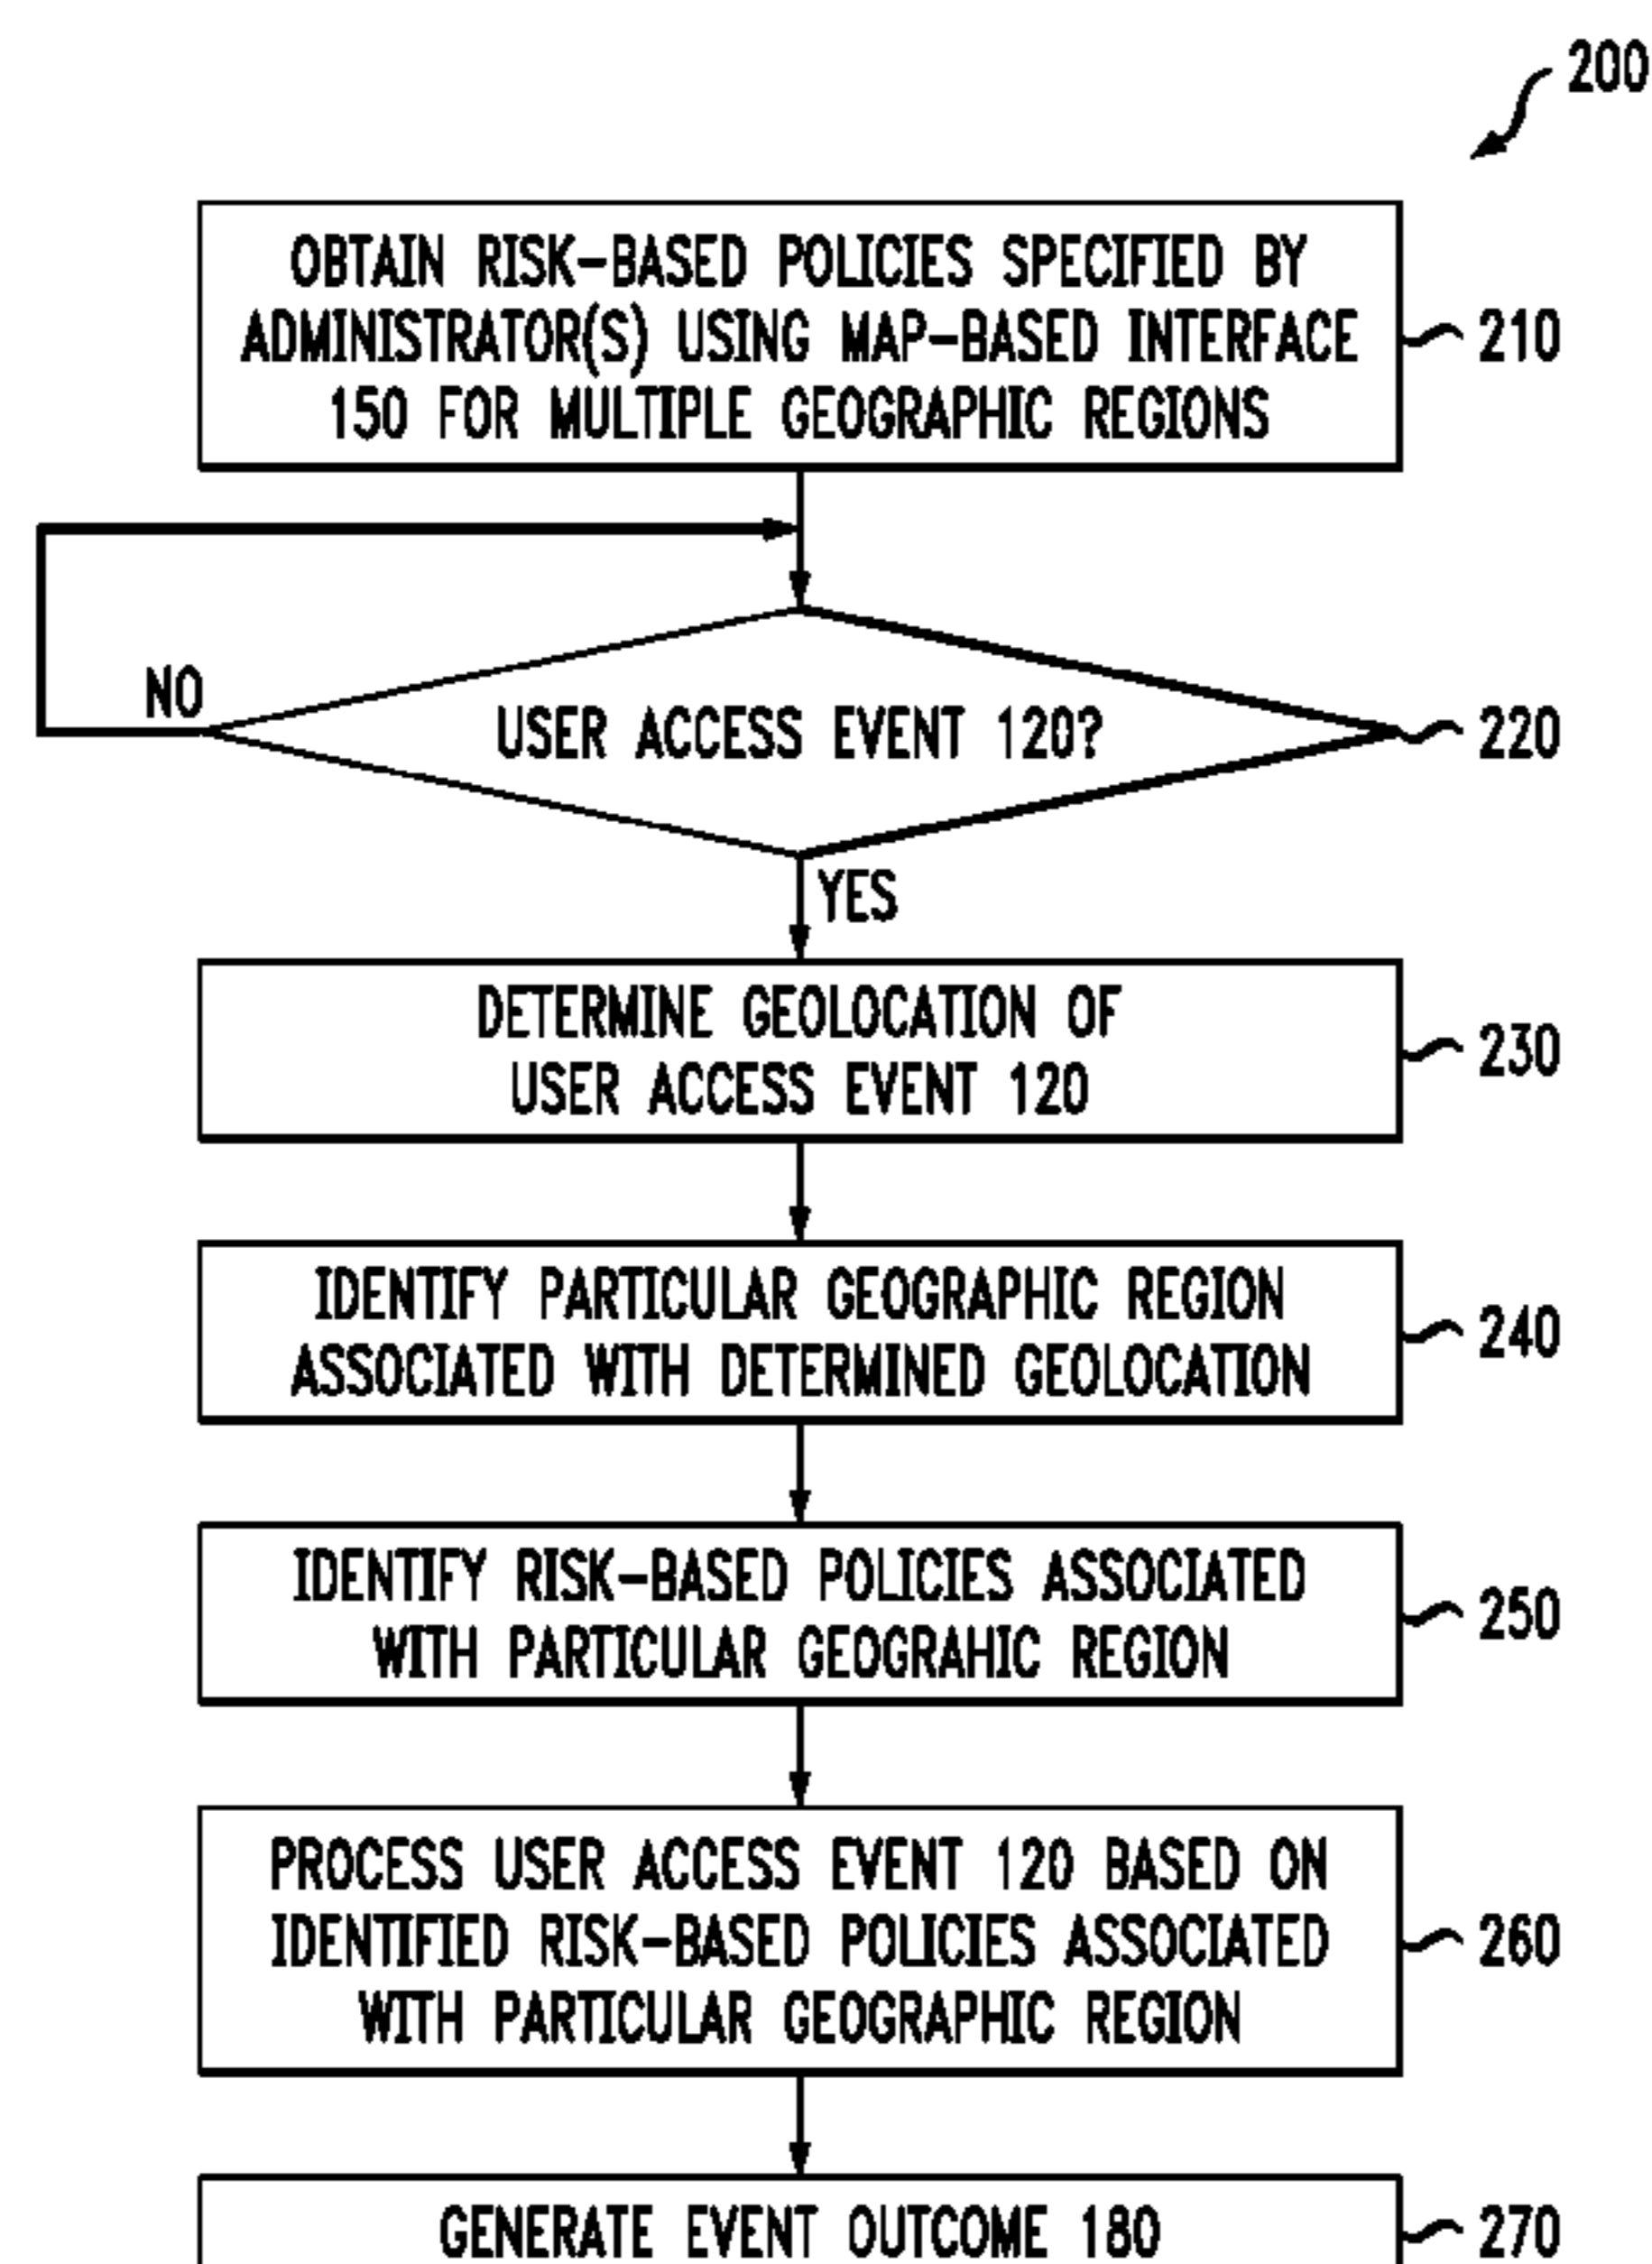 200
OBTAIN RISK-BASED POLICIES SPECIFIED BY
ADMINISTRATOR(S) USING MAP-BASED INTERFACE
150 FOR MULTIPLE GEOGRAPHIC REGIONS
210
NO
USER ACCESS EVENT 120?
220
YES
DETERMINE GEOLOCATION OF
USER ACCESS EVENT 120
230
IDENTIFY PARTICULAR GEOGRAPHIC REGION
ASSOCIATED WITH DETERMINED GEOLOCATION
240
IDENTIFY RISK-BASED POLICIES ASSOCIATED
WITH PARTICULAR GEOGRAHIC REGION
250
PROCESS USER ACCESS EVENT 120 BASED ON
IDENTIFIED RISK-BASED POLICIES ASSOCIATED
WITH PARTICULAR GEOGRAPHIC REGION
260
GENERATE EVENT OUTCOME 180
270